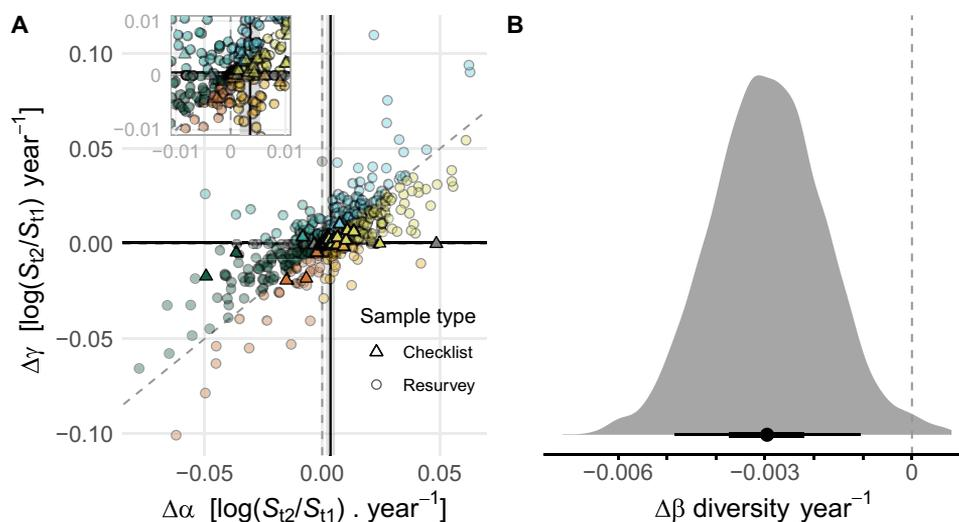 A
B
0.01
0
−0.01
−0.01
0
0.01
0.10
0.05
0.00
−0.05
−0.10
Δγ [log(St2/St1) year−1]
Sample type
Checklist
Resurvey
−0.05
0.00
0.05
Δα [log(St2/St1) . year−1]
−0.006
−0.003
0
Δβ diversity year−1